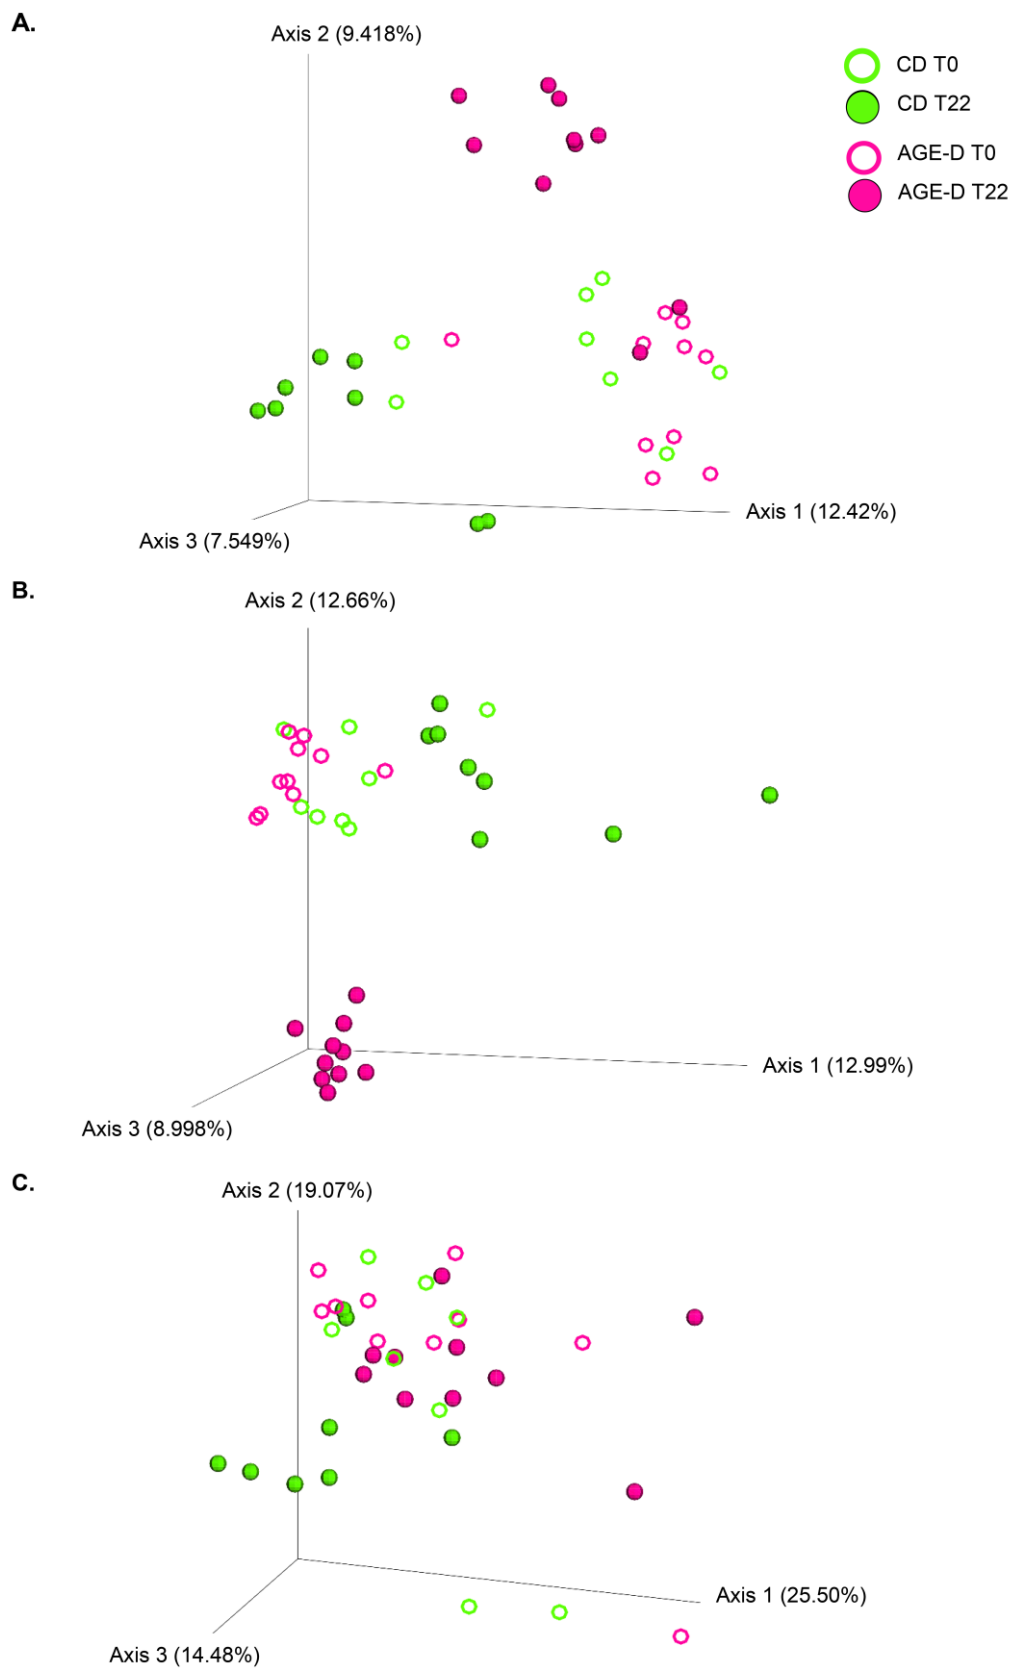 A.
Axis 2 (9.418%)
CD T0
CD T22
AGE-D T0
AGE-D T22
Axis 1 (12.42%)
Axis 3 (7.549%)
B.
Axis 2 (12.66%)
Axis 1 (12.99%)
Axis 3 (8.998%)
C.
Axis 2 (19.07%)
Axis 1 (25.50%)
Axis 3 (14.48%)